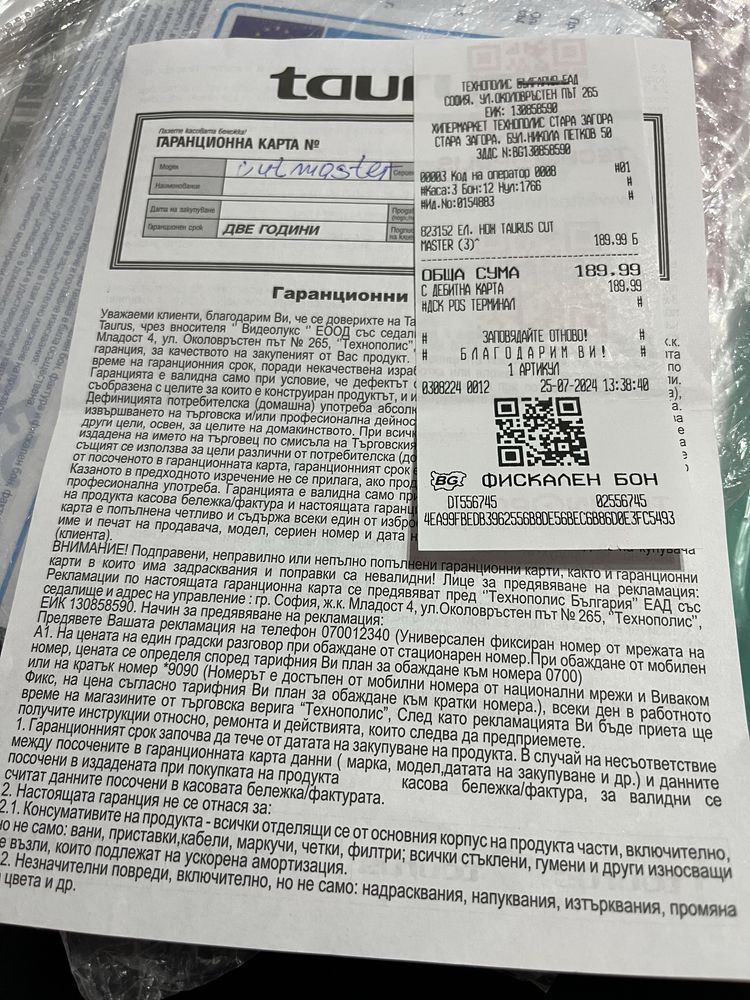 taur
Пазете касовата бележка!
ГАРАНЦИОННА КАРТА №
Модел
cutmaster
Сериен
Наименование
Дата на закупуване
Прода
Гаранционен срок
ДВЕ ГОДИНИ
Подпис
на клие
Гаранционни
Уважаеми клиенти, благодарим Ви, че се доверихте на Та
Taurus, чрез вносителя " Видеолукс " ЕООД със седал
Младост 4, ул. Околовръстен път № 265, "Технополис",
гаранция, за качеството на закупеният от Вас продукт.
време на гаранционния срок, поради некачествена израб
Гаранцията е валидна само при условие, че дефектът с
съобразена с целите за които е конструиран продуктът, и и
Дефиницията потребителска (домашна) употреба абсол
извършването на търговска и/или професионална дейнос
други цели, освен, за целите на домакинството. При всичк
издадена на името на търговец по смисъла на Търговския
същият се използва за цели различни от потребителска (до
от посоченото в гаранционната карта, гаранционният срок е
Казаното в предходното изречение не се прилага, ако прод
професионална употреба. Гаранцията е валидна само при
на продукта касова бележка/фактура и настоящата гаранц
карта е попълнена четливо и съдържа всеки един от избро
име и печат на продавача, модел, сериен номер и дата н
(клиента).
ТЕХНОПОЛИС БЪЛГАРИЯ ЕАД
СОФИЯ. УЛ.ОКОЛОВРЪСТЕН ПЪТ 265
ЕИК: 130858590
ХИПЕРМАРКЕТ ТЕХНОПОЛИС СТАРА ЗАГОРА
СТАРА ЗАГОРА. БУЛ.НИКОЛА ПЕТКОВ 50
ЗДДС N:BG130858590
00003 Код на оператор 0008 #01
#Каса:3 Бон:12 Нул:1766 #
#Ид.No:0154883 #
823152 ЕЛ. НОЖ TAURUS CUT
MASTER (3)^ 189.99 Б
ОБЩА СУМА 189.99
С ДЕБИТНА КАРТА 189.99
#ДСК POS ТЕРМИНАЛ #
# ЗАПОВЯДАЙТЕ ОТНОВО! #
# БЛАГОДАРИМ ВИ! #
1 АРТИКУЛ
0308224 0012 25-07-2024 13:38:40
BG ФИСКАЛЕН БОН
DT556745 02556745
4EA99FBEDB3962556B8DE56BEC6B86D0E3FC5493
ВНИМАНИЕ! Подправени, неправилно или непълно попълнени гаранционни карти, както и гаранционни
карти в които има задрасквания и поправки са невалидни! Лице за предявяване на рекламация:
Рекламации по настоящата гаранционна карта се предявяват пред "Технополис България" ЕАД със
седалище и адрес на управление : гр. София, ж.к. Младост 4, ул.Околовръстен път № 265, "Технополис",
ЕИК 130858590. Начин за предявяване на рекламация:
Предявете Вашата рекламация на телефон 070012340 (Универсален фиксиран номер от мрежата на
А1. На цената на един градски разговор при обаждане от стационарен номер.При обаждане от мобилен
номер, цената се определя според тарифния Ви план за обаждане към номера 0700)
или на кратък номер *9090 (Номерът е достъпен от мобилни номера от национални мрежи и Виваком
Фикс, на цена съгласно тарифния Ви план за обаждане към кратки номера.), всеки ден в работното
време на магазините от търговска верига "Технополис", След като рекламацията Ви бъде приета ще
получите инструкции относно, ремонта и действията, които следва да предприемете.
1. Гаранционният срок започва да тече от датата на закупуване на продукта. В случай на несъответствие
между посочените в гаранционната карта данни ( марка, модел,датата на закупуване и др.) и данните
посочени в издадената при покупката на продукта касова бележка/фактура, за валидни се
считат данните посочени в касовата бележка/фактурата.
2. Настоящата гаранция не се отнася за:
2.1. Консумативите на продукта - всички отделящи се от основния корпус на продукта части, включително,
но не само: вани, приставки,кабели, маркучи, четки, филтри; всички стъклени, гумени и други износващи
е възли, които подлежат на ускорена амортизация.
2. Незначителни повреди, включително, но не само: надрасквания, напуквания, изтърквания, промяна
цвета и др.